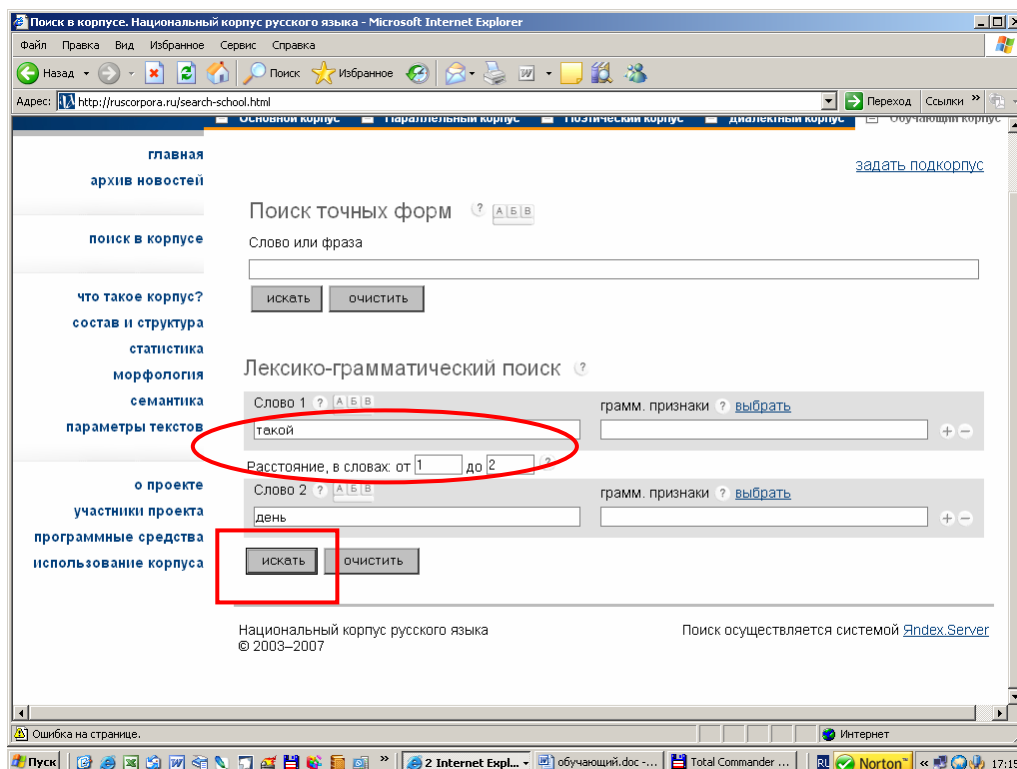 Поиск в корпусе. Национальный корпус русского языка - Microsoft Internet Explorer
Файл Правка Вид Избранное Сервис Справка
Назад Поиск Избранное
Адрес: http://ruscorpora.ru/search-school.html Переход Ссылки »
Основной корпус Параллельный корпус Поэтический корпус Диалектный корпус Обучающий корпус
главная
архив новостей
задать подкорпус
Поиск точных форм ? А Б В
поиск в корпусе
Слово или фраза
искать очистить
что такое корпус?
состав и структура
статистика
морфология
семантика
параметры текстов
Лексико-грамматический поиск ?
Слово 1 ? А Б В грамм. признаки ? выбрать
такой
Расстояние, в словах: от 1 до 2 ?
Слово 2 ? А Б В грамм. признаки ? выбрать
день
о проекте
участники проекта
программные средства
использование корпуса
искать очистить
Национальный корпус русского языка
© 2003–2007
Поиск осуществляется системой Яndex.Server
Ошибка на странице. Интернет
Пуск » 2 Internet Expl... обучающий.doc -... Total Commander ... RL Norton™ « 17:15